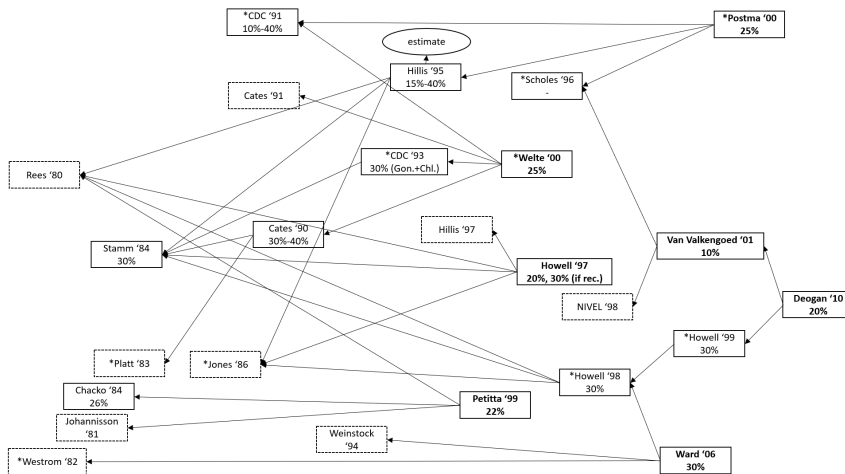 *CDC ‘91
10%-40%
*Postma ‘00
25%
estimate
Hillis ‘95
15%-40%
*Scholes ‘96
-
Cates ‘91
*CDC ‘93
30% (Gon.+Chl.)
*Welte ‘00
25%
Rees ‘80
Cates ‘90
30%-40%
Hillis ‘97
Stamm ‘84
30%
Van Valkengoed ‘01
10%
Howell ‘97
20%, 30% (if rec.)
NIVEL ‘98
Deogan ‘10
20%
*Howell ‘99
30%
*Platt ‘83
*Jones ‘86
*Howell ‘98
30%
Chacko ‘84
26%
Petitta ‘99
22%
Johannisson
‘81
Weinstock
‘94
*Westrom ‘82
Ward ‘06
30%